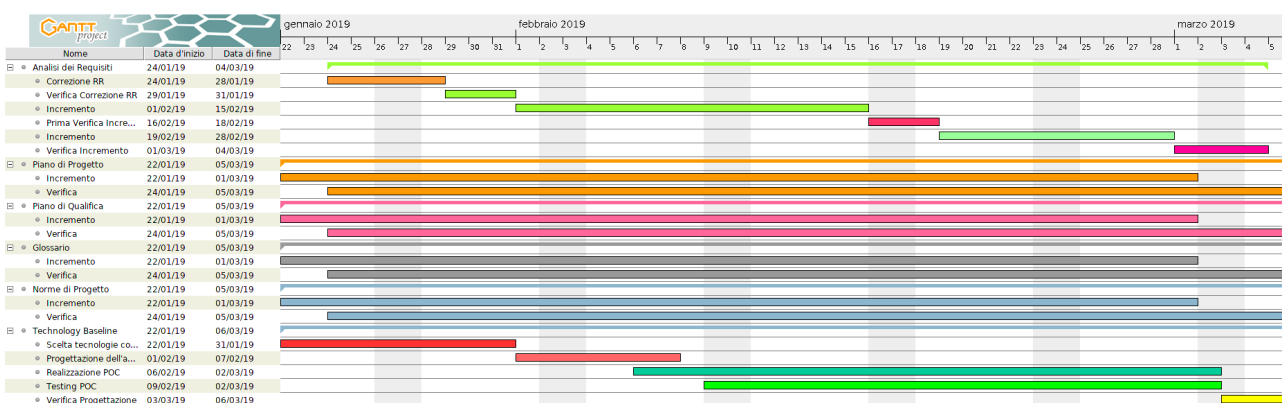 GANTT project
gennaio 2019 febbraio 2019 marzo 2019
22 23 24 25 26 27 28 29 30 31 1 2 3 4 5 6 7 8 9 10 11 12 13 14 15 16 17 18 19 20 21 22 23 24 25 26 27 28 1 2 3 4 5
Nome Data d'inizio Data di fine
Analisi dei Requisiti 24/01/19 04/03/19
Correzione RR 24/01/19 28/01/19
Verifica Correzione RR 29/01/19 31/01/19
Incremento 01/02/19 15/02/19
Prima Verifica Incre... 16/02/19 18/02/19
Incremento 19/02/19 28/02/19
Verifica Incremento 01/03/19 04/03/19
Piano di Progetto 22/01/19 05/03/19
Incremento 22/01/19 01/03/19
Verifica 24/01/19 05/03/19
Piano di Qualifica 22/01/19 05/03/19
Incremento 22/01/19 01/03/19
Verifica 24/01/19 05/03/19
Glossario 22/01/19 05/03/19
Incremento 22/01/19 01/03/19
Verifica 24/01/19 05/03/19
Norme di Progetto 22/01/19 05/03/19
Incremento 22/01/19 01/03/19
Verifica 24/01/19 05/03/19
Technology Baseline 22/01/19 06/03/19
Scelta tecnologie co... 22/01/19 31/01/19
Progettazione dell'a... 01/02/19 07/02/19
Realizzazione POC 06/02/19 02/03/19
Testing POC 09/02/19 02/03/19
Verifica Progettazione 03/03/19 06/03/19